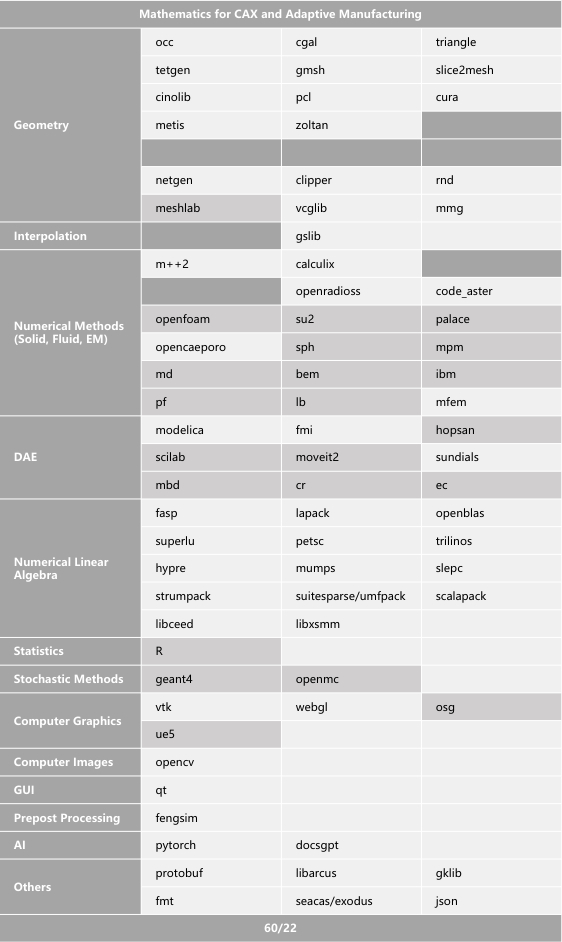 Mathematics for CAX and Adaptive Manufacturing
Geometry
occ cgal triangle
tetgen gmsh slice2mesh
cinolib pcl cura
metis zoltan
netgen clipper rnd
meshlab vcglib mmg
Interpolation
gslib
Numerical Methods
(Solid, Fluid, EM)
m++2 calculix
openradioss code_aster
openfoam su2 palace
opencaeporo sph mpm
md bem ibm
pf lb mfem
DAE
modelica fmi hopsan
scilab moveit2 sundials
mbd cr ec
Numerical Linear
Algebra
fasp lapack openblas
superlu petsc trilinos
hypre mumps slepc
strumpack suitesparse/umfpack scalapack
libceed libxsmm
Statistics
R
Stochastic Methods
geant4 openmc
Computer Graphics
vtk webgl osg
ue5
Computer Images
opencv
GUI
qt
Prepost Processing
fengsim
AI
pytorch docsgpt
Others
protobuf libarcus gklib
fmt seacas/exodus json
60/22